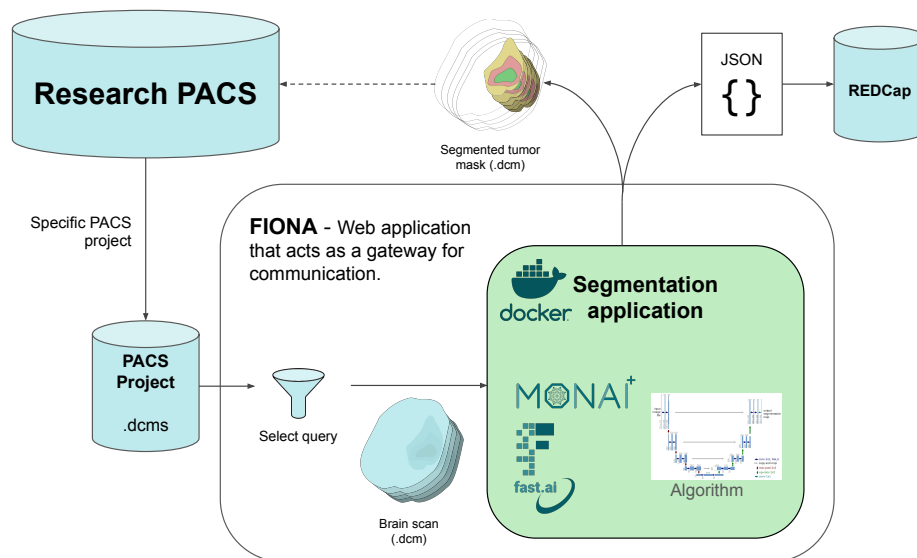 Research PACS
JSON
{}
REDCap
Segmented tumor
mask (.dcm)
Specific PACS
project
FIONA - Web application
that acts as a gateway for
communication.
docker
Segmentation
application
PACS
Project
.dcms
Select query
MONAI+
fast.ai
Algorithm
Brain scan
(.dcm)